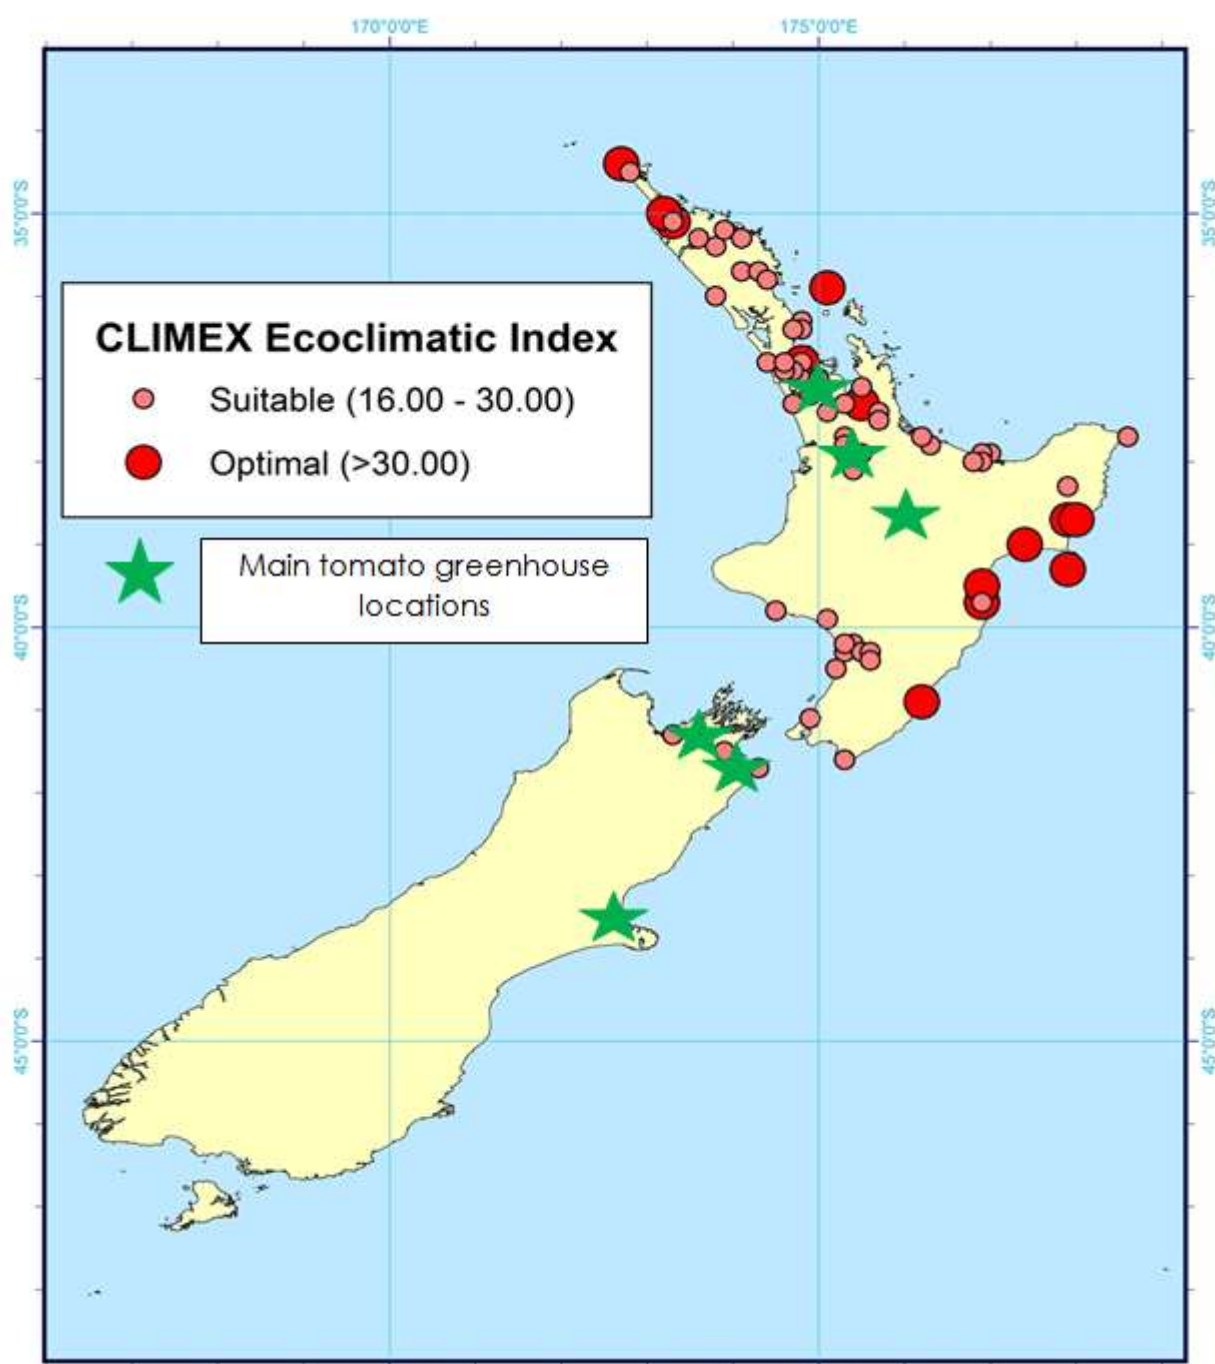 170°0'0"E
175°0'0"E
35°0'0"S
35°0'0"S
CLIMEX Ecoclimatic Index
Suitable (16.00 - 30.00)
Optimal (>30.00)
Main tomato greenhouse
locations
40°0'0"S
40°0'0"S
45°0'0"S
45°0'0"S